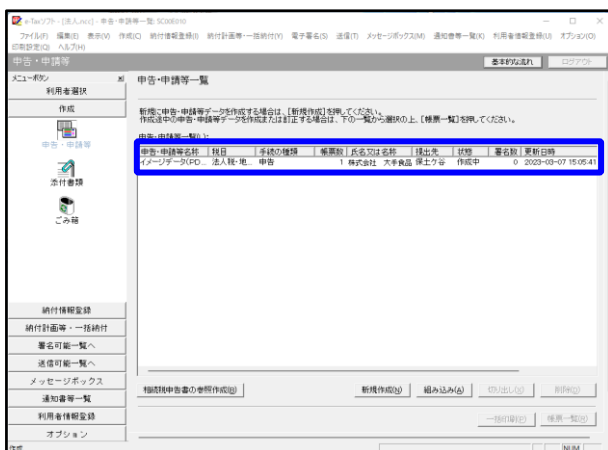 e-Taxソフト - [法人.ncc] - 申告・申請等一覧: SC00E010
ファイル(F) 編集(E) 表示(V) 作成(C) 納付情報登録(I) 納付計画等・一括納付(Y) 電子署名(S) 送信(T) メッセージボックス(M) 通知書等一覧(K) 利用者情報登録(U) オプション(O)
印刷設定(Q) ヘルプ(H)
申告・申請等 基本的な流れ ログアウト
メニューボタン
利用者選択
作成
申告・申請等
添付書類
ごみ箱
納付情報登録
納付計画等・一括納付
署名可能一覧へ
送信可能一覧へ
メッセージボックス
通知書等一覧
利用者情報登録
オプション
申告・申請等一覧
新規に申告・申請等データを作成する場合は、[新規作成]を押してください。
作成途中の申告・申請等データを作成または訂正する場合は、下の一覧から選択の上、[帳票一覧]を押してください。
申告・申請等一覧(L):
申告・申請等名称 税目 手続の種類 帳票数 氏名又は名称 提出先 状態 署名数 更新日時
イメージデータ(PD... 法人税・地... 申告 1 株式会社 大手食品 保土ケ谷 作成中 0 2023-03-07 15:05:41
相続税申告書の参照作成(B) 新規作成(N) 組み込み(A) 切り出し(X) 削除(D)
一括印刷(P) 帳票一覧(R)
作成 NUM